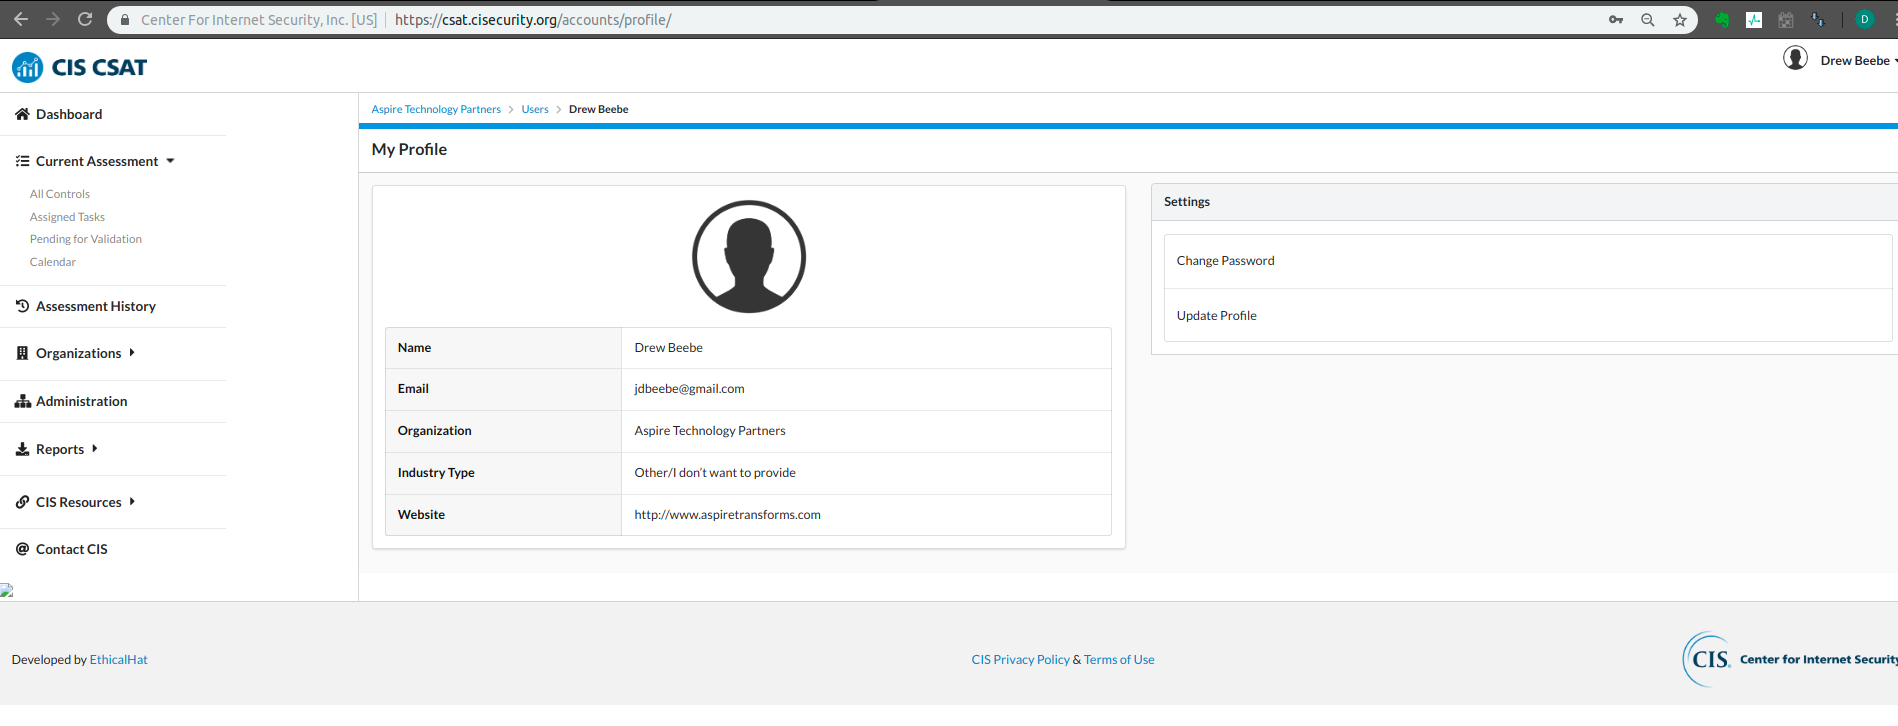 Center For Internet Security, Inc. [US] https://csat.cisecurity.org/accounts/profile/
D
CIS CSAT
Drew Beebe
Dashboard
Current Assessment
All Controls
Assigned Tasks
Pending for Validation
Calendar
Assessment History
Organizations
Administration
Reports
CIS Resources
Contact CIS
Aspire Technology Partners > Users > Drew Beebe
My Profile
Name Drew Beebe
Email jdbeebe@gmail.com
Organization Aspire Technology Partners
Industry Type Other/I don't want to provide
Website http://www.aspiretransforms.com
Settings
Change Password
Update Profile
Developed by EthicalHat
CIS Privacy Policy & Terms of Use
CIS. Center for Internet Security